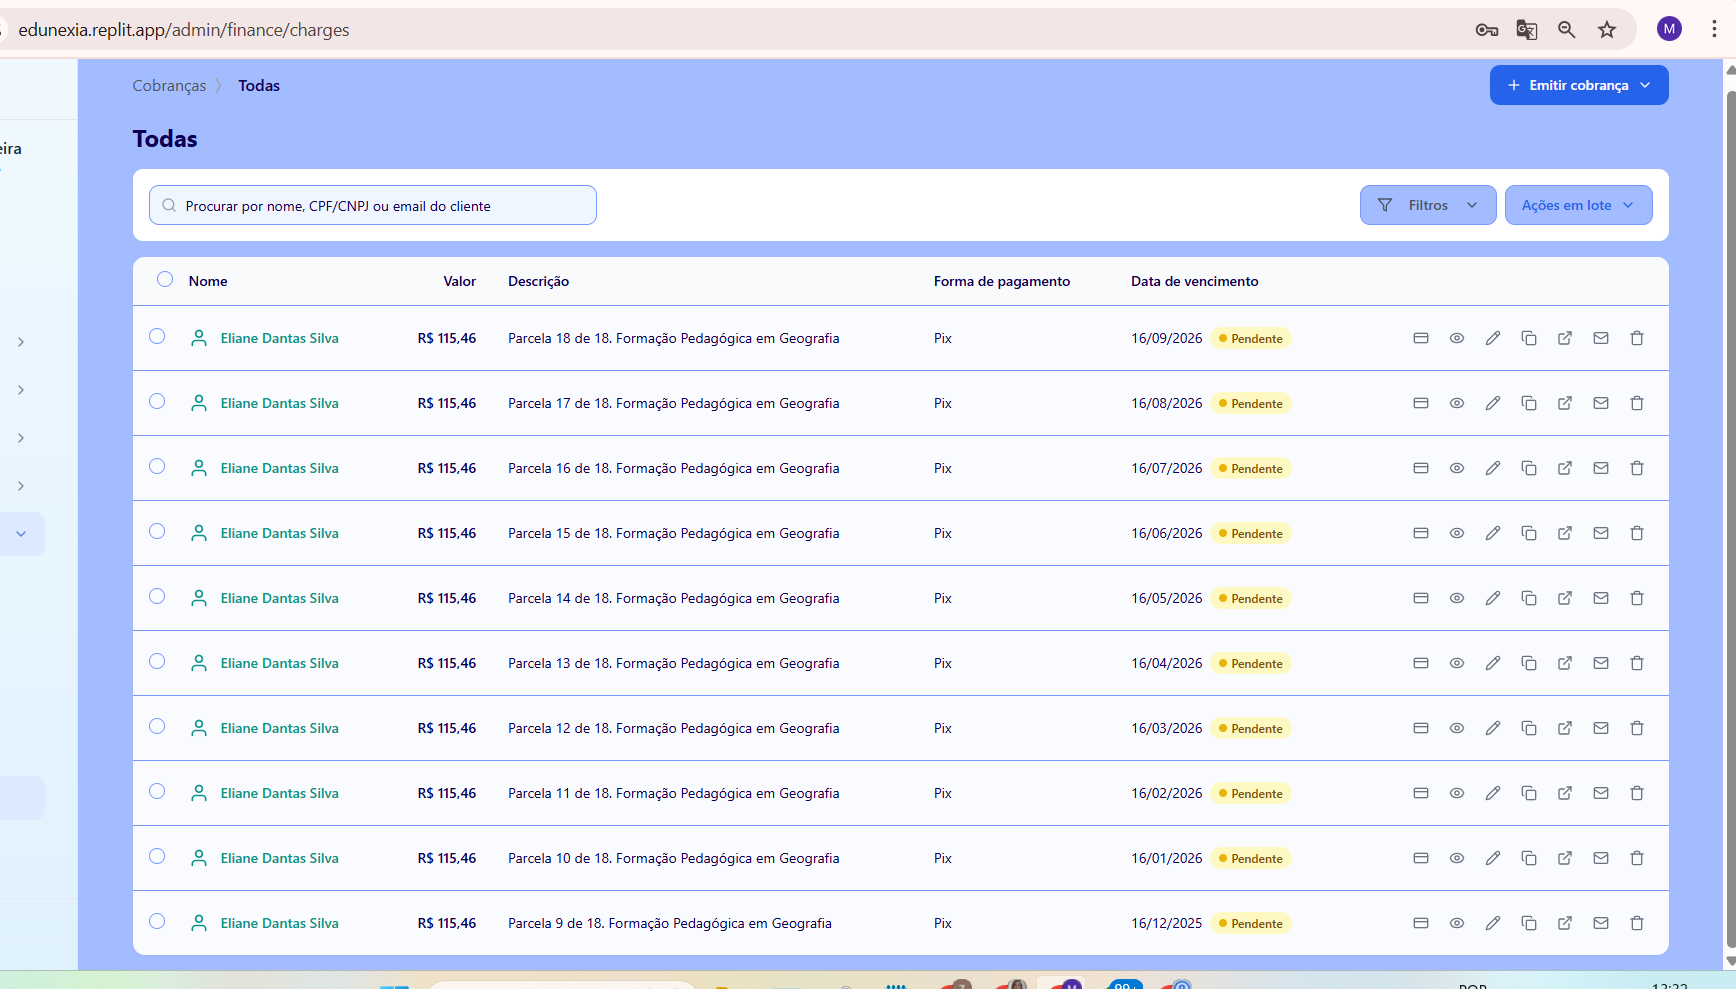 edunexia.replit.app/admin/finance/charges
M
Cobranças Todas
Emitir cobrança
Todas
eira
Procurar por nome, CPF/CNPJ ou email do cliente
Filtros
Ações em lote
Nome Valor Descrição Forma de pagamento Data de vencimento
Eliane Dantas Silva R$ 115,46 Parcela 18 de 18. Formação Pedagógica em Geografia Pix 16/09/2026 Pendente
Eliane Dantas Silva R$ 115,46 Parcela 17 de 18. Formação Pedagógica em Geografia Pix 16/08/2026 Pendente
Eliane Dantas Silva R$ 115,46 Parcela 16 de 18. Formação Pedagógica em Geografia Pix 16/07/2026 Pendente
Eliane Dantas Silva R$ 115,46 Parcela 15 de 18. Formação Pedagógica em Geografia Pix 16/06/2026 Pendente
Eliane Dantas Silva R$ 115,46 Parcela 14 de 18. Formação Pedagógica em Geografia Pix 16/05/2026 Pendente
Eliane Dantas Silva R$ 115,46 Parcela 13 de 18. Formação Pedagógica em Geografia Pix 16/04/2026 Pendente
Eliane Dantas Silva R$ 115,46 Parcela 12 de 18. Formação Pedagógica em Geografia Pix 16/03/2026 Pendente
Eliane Dantas Silva R$ 115,46 Parcela 11 de 18. Formação Pedagógica em Geografia Pix 16/02/2026 Pendente
Eliane Dantas Silva R$ 115,46 Parcela 10 de 18. Formação Pedagógica em Geografia Pix 16/01/2026 Pendente
Eliane Dantas Silva R$ 115,46 Parcela 9 de 18. Formação Pedagógica em Geografia Pix 16/12/2025 Pendente